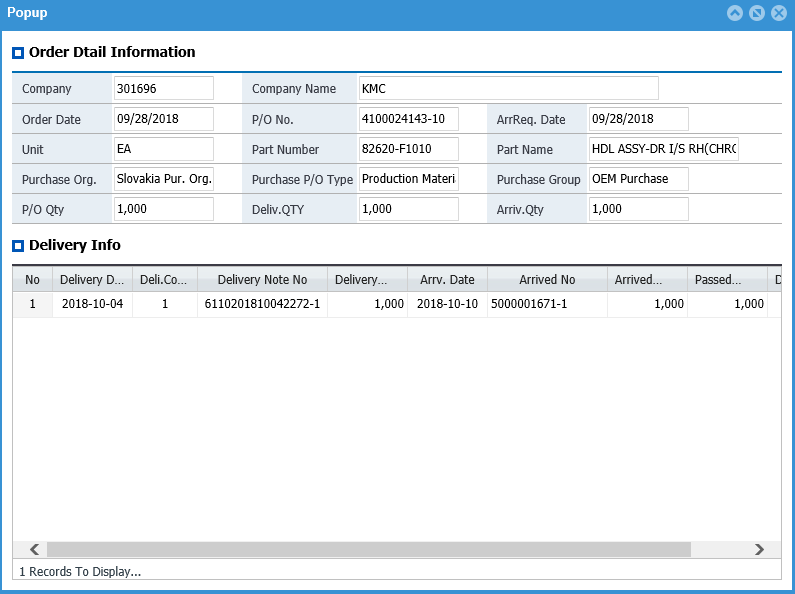 Popup
Order Dtail Information
Company 301696 Company Name KMC
Order Date 09/28/2018 P/O No. 4100024143-10 ArrReq. Date 09/28/2018
Unit EA Part Number 82620-F1010 Part Name HDL ASSY-DR I/S RH(CHRO
Purchase Org. Slovakia Pur. Org. Purchase P/O Type Production Materi Purchase Group OEM Purchase
P/O Qty 1,000 Deliv.QTY 1,000 Arriv.Qty 1,000
Delivery Info
No Delivery D... Deli.Co... Delivery Note No Delivery... Arrv. Date Arrived No Arrived... Passed... D
1 2018-10-04 1 6110201810042272-1 1,000 2018-10-10 5000001671-1 1,000 1,000
1 Records To Display...